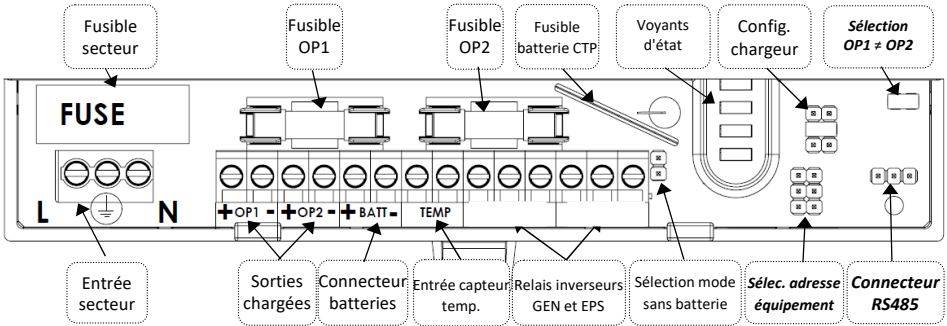 Fusible
secteur
Fusible
OP1
Fusible
OP2
Fusible
batterie CTP
Voyants
d'état
Config.
chargeur
Sélection
OP1 ≠ OP2
FUSE
L
N
+ OP1 -
+ OP2 -
+ BATT -
TEMP
Entrée
secteur
Sorties
chargées
Connecteur
batteries
Entrée capteur
temp.
Relais inverseurs
GEN et EPS
Sélection mode
sans batterie
Sélec. adresse
équipement
Connecteur
RS485